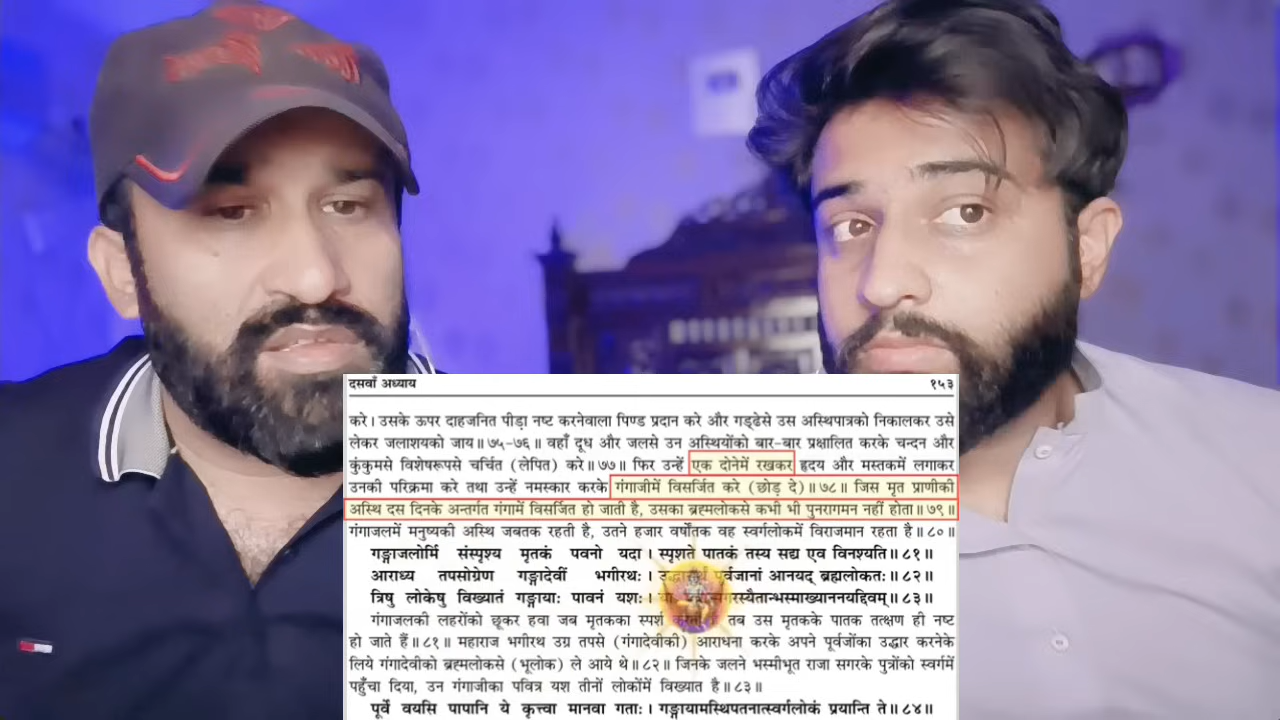 दसवाँ अध्याय १५३
करे। उसके ऊपर दाहजनित पीड़ा नष्ट करनेवाला पिण्ड प्रदान करे और गड्ढेसे उस अस्थिपात्रको निकालकर उसे
लेकर जलाशयको जाय॥ ७५-७६॥ वहाँ दूध और जलसे उन अस्थियोंको बार-बार प्रक्षालित करके चन्दन और
कुंकुमसे विशेषरूपसे चर्चित (लेपित) करे॥ ७७॥ फिर उन्हें एक दोनेमें रखकर हृदय और मस्तकमें लगाकर
उनकी परिक्रमा करे तथा उन्हें नमस्कार करके गंगाजीमें विसर्जित करे (छोड़ दे)॥ ७८॥ जिस मृत प्राणीकी
अस्थि दस दिनके अन्तर्गत गंगामें विसर्जित हो जाती है, उसका ब्रह्मलोकसे कभी भी पुनरागमन नहीं होता॥ ७९॥
गंगाजलमें मनुष्यकी अस्थि जबतक रहती है, उतने हजार वर्षोंतक वह स्वर्गलोकमें विराजमान रहता है॥ ८०॥
गङ्गाजलोर्मि संस्पृश्य मृतकं पवनो यदा। स्पृशते पातकं तस्य सद्य एव विनश्यति॥ ८१॥
आराध्य तपसोग्रेण गङ्गादेवीं भगीरथः। पूर्वजानां आनयद् ब्रह्मलोकतः॥ ८२॥
त्रिषु लोकेषु विख्यातं गङ्गायाः पावनं यशः। ८३॥
गंगाजलकी लहरोंको छूकर हवा जब मृतकका स्पर्श तब उस मृतकके पातक तत्क्षण ही नष्ट
हो जाते हैं॥ ८१॥ महाराज भगीरथ उग्र तपसे (गंगादेवीकी) आराधना करके अपने पूर्वजोंका उद्धार करनेके
लिये गंगादेवीको ब्रह्मलोकसे (भूलोक) ले आये थे॥ ८२॥ जिनके जलने भस्मीभूत राजा सगरके पुत्रोंको स्वर्गमें
पहुँचा दिया, उन गंगाजीका पवित्र यश तीनों लोकोंमें विख्यात है॥ ८३॥
पूर्वे वयसि पापानि ये कृत्त्वा मानवा गताः। गङ्गायामस्थिपतनात्स्वर्गलोकं प्रयान्ति ते॥ ८४॥